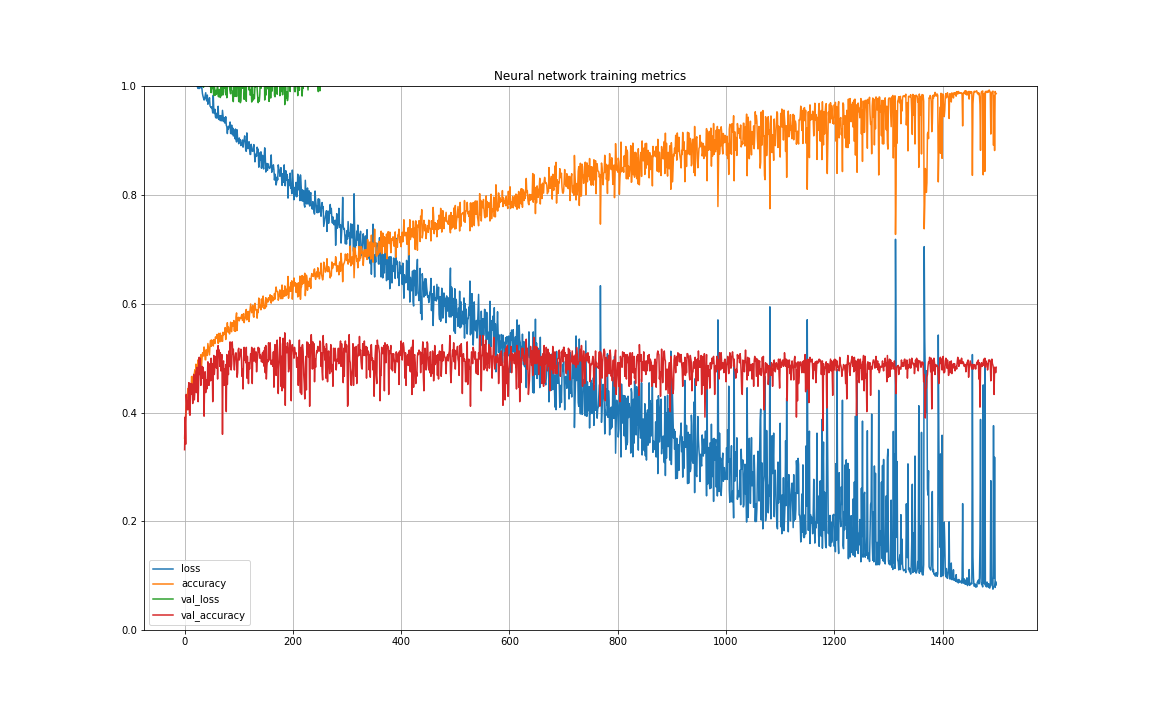 Neural network training metrics
1.0
0.8
0.6
0.4
0.2
0.0
loss
accuracy
val_loss
val_accuracy
0 200 400 600 800 1000 1200 1400